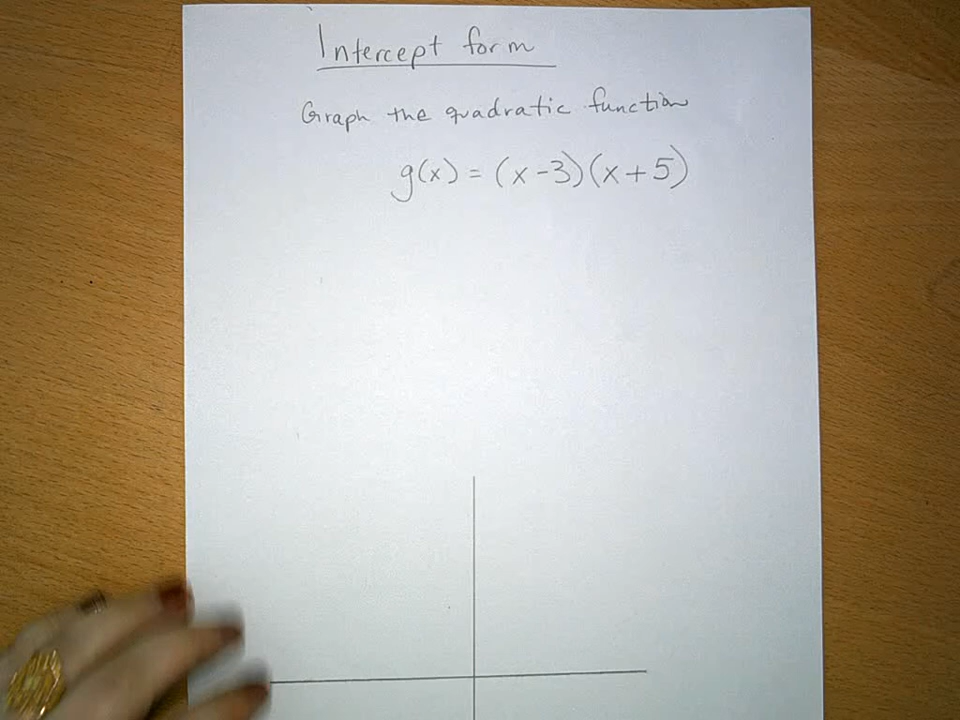 Intercept form
Graph the quadratic function
g(x) = (x-3)(x+5)